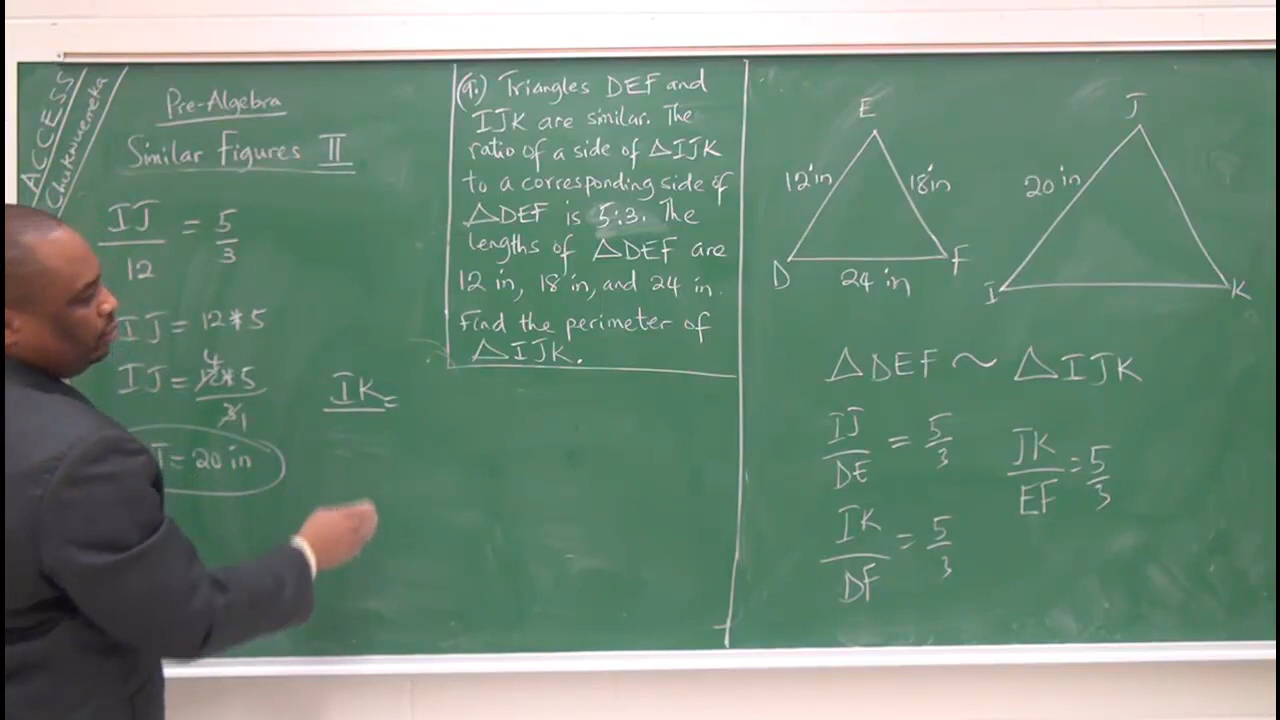 ACCESS
Chukwuemeka
Pre-Algebra
Similar Figures II
IJ/12 = 5/3
IJ = 12*5
IJ = 12*5/3
4
1
= 20 in
IK =
(9.) Triangles DEF and
IJK are similar. The
ratio of a side of △IJK
to a corresponding side of
△DEF is 5:3. The
lengths of △DEF are
12 in, 18 in, and 24 in.
Find the perimeter of
△IJK.
E
12 in
18 in
D
F
24 in
J
20 in
I
K
△DEF ~ △IJK
IJ/DE = 5/3
JK/EF = 5/3
IK/DF = 5/3